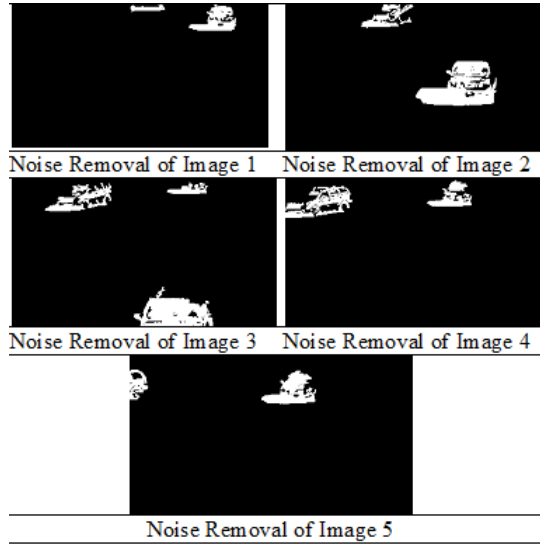 Noise Removal of Image 1
Noise Removal of Image 2
Noise Removal of Image 3
Noise Removal of Image 4
Noise Removal of Image 5